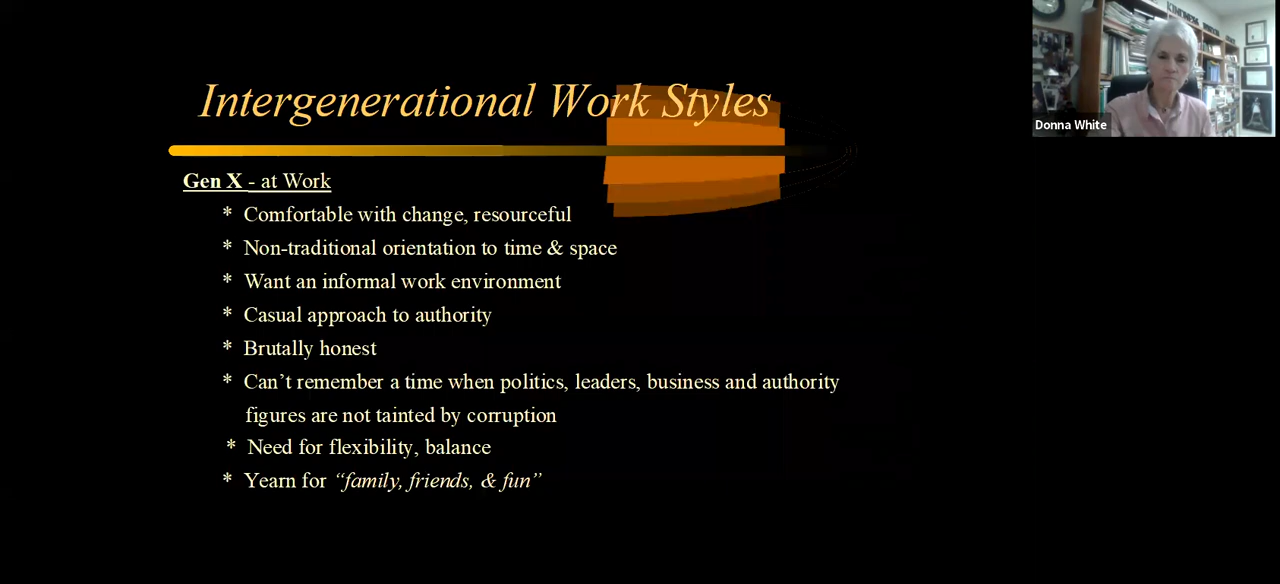 Intergenerational Work Styles
Gen X - at Work
* Comfortable with change, resourceful
* Non-traditional orientation to time & space
* Want an informal work environment
* Casual approach to authority
* Brutally honest
* Can’t remember a time when politics, leaders, business and authority
figures are not tainted by corruption
* Need for flexibility, balance
* Yearn for “family, friends, & fun”
KINDNESS
Donna White